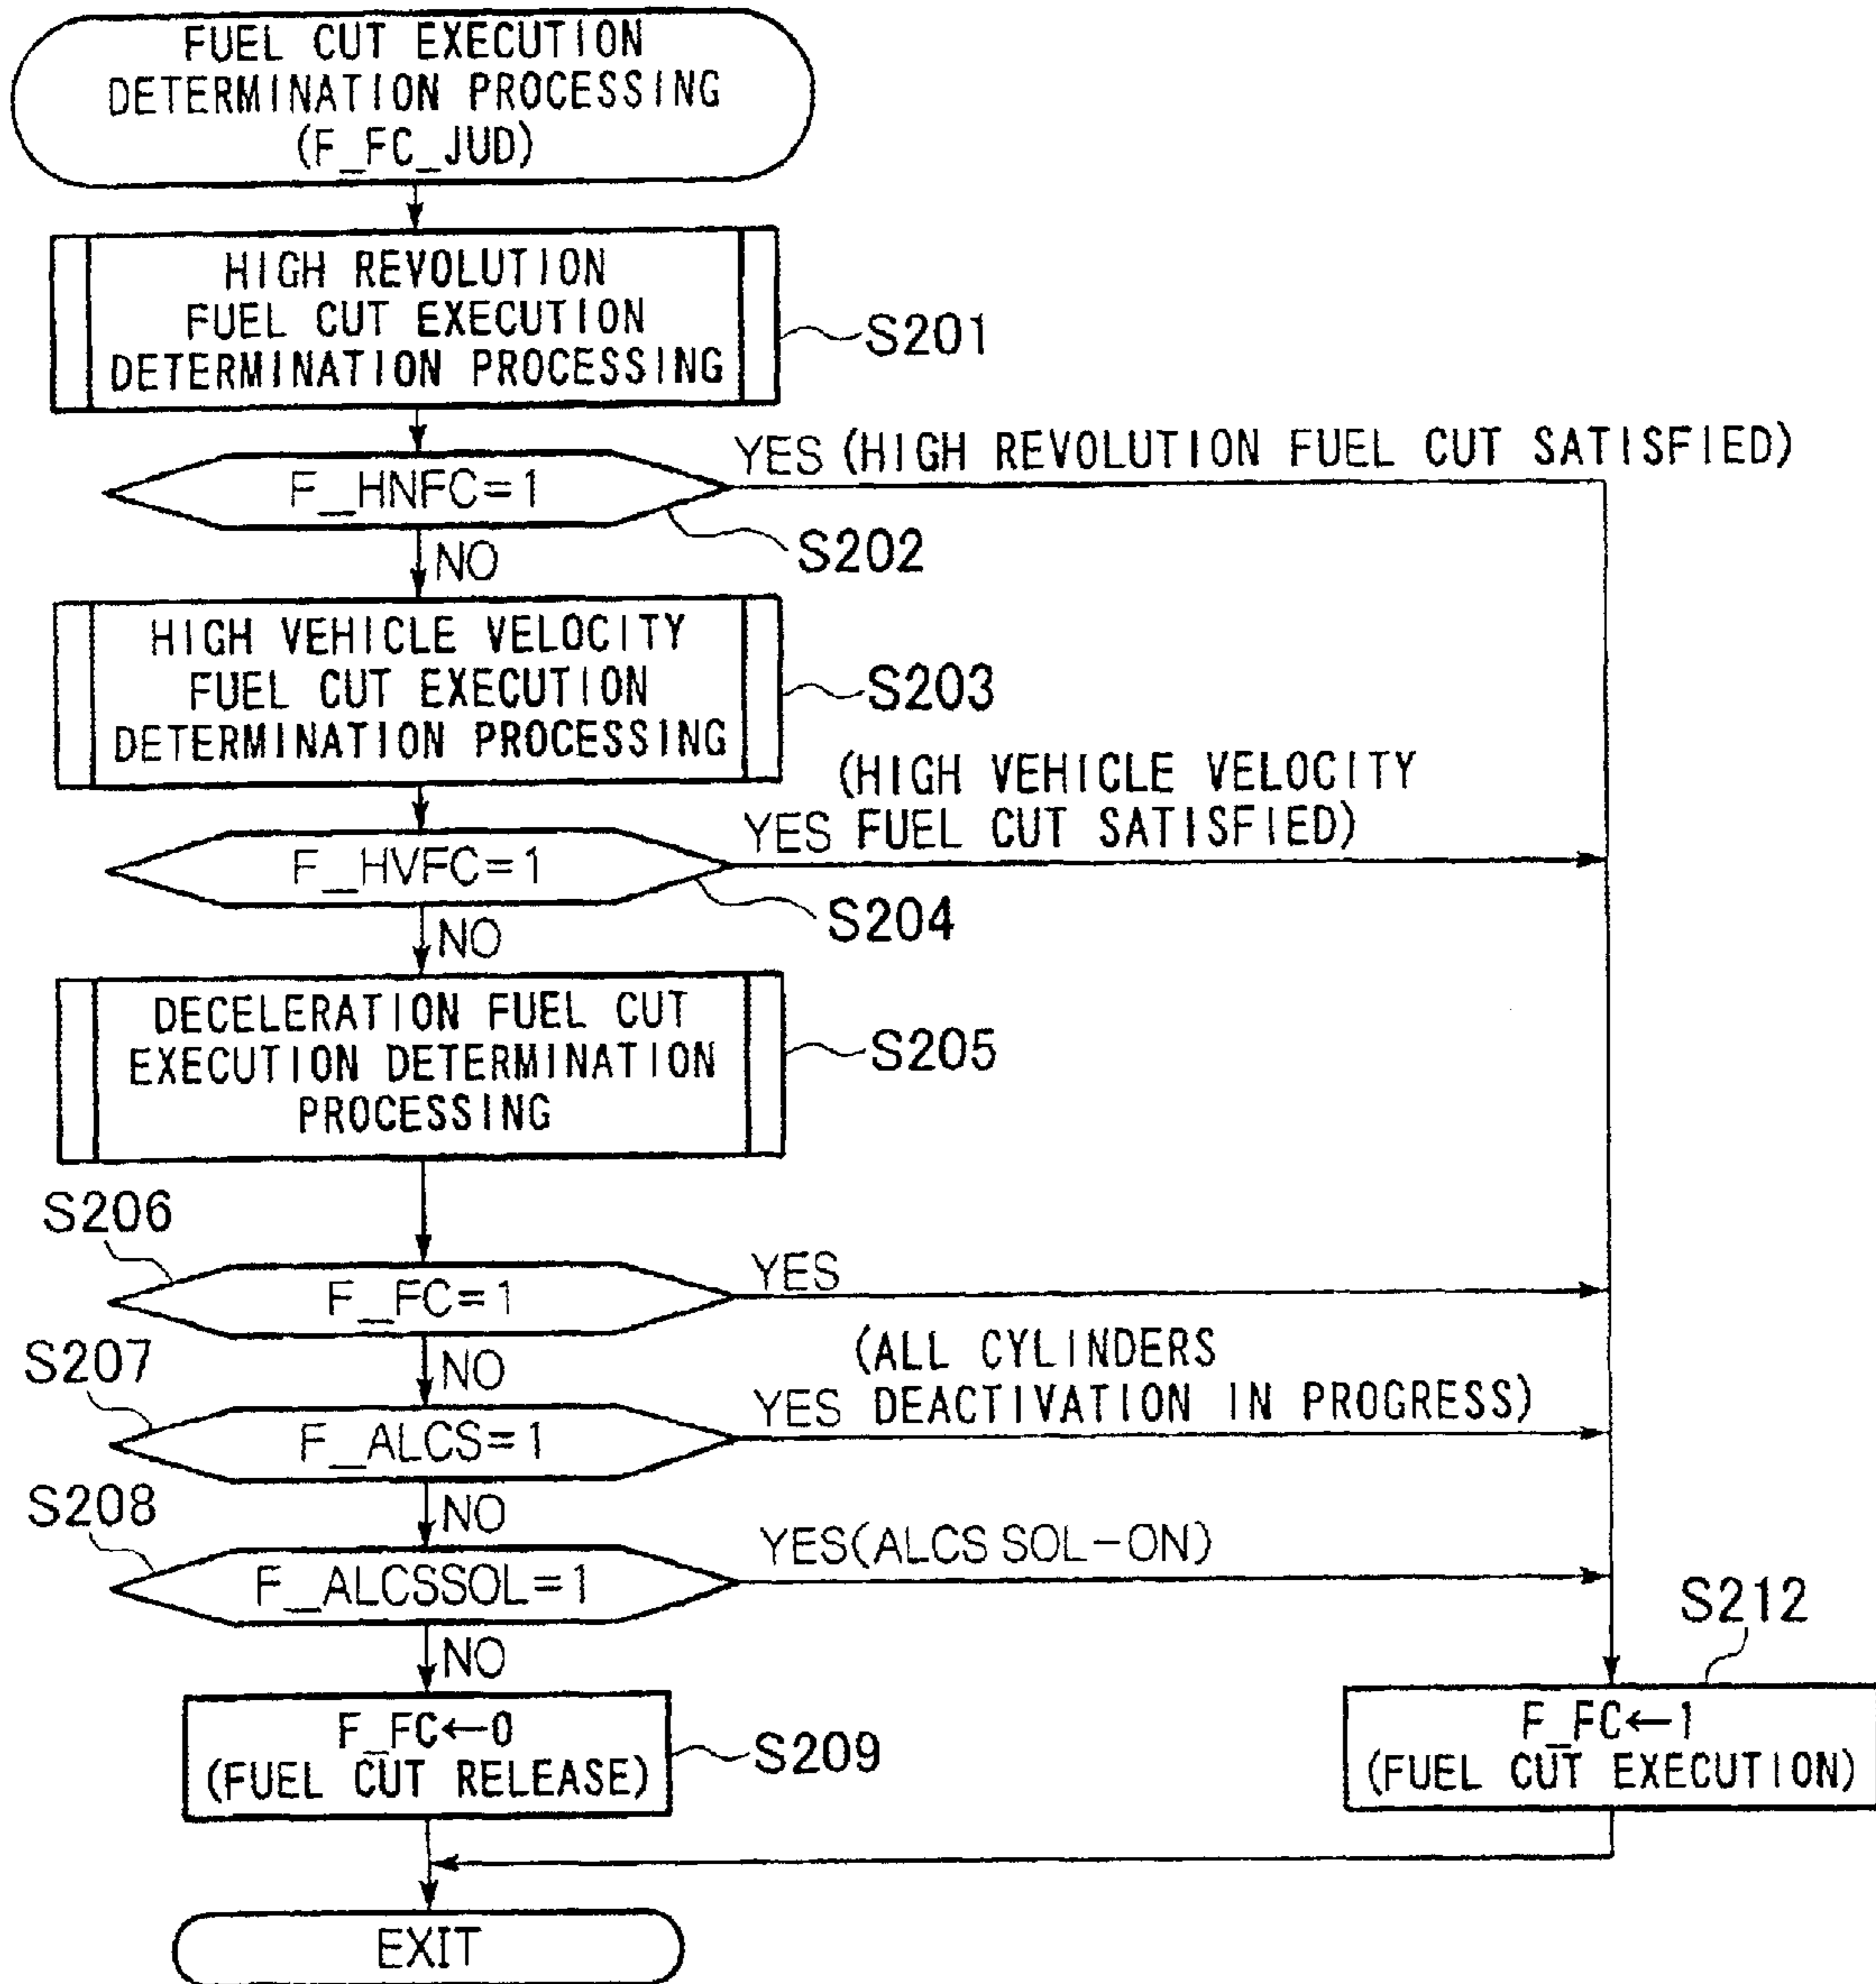 FUEL CUT EXECUTION
DETERMINATION PROCESSING
(F_FC_JUD)
HIGH REVOLUTION
FUEL CUT EXECUTION
DETERMINATION PROCESSING
S201
F_HNFC=1
YES (HIGH REVOLUTION FUEL CUT SATISFIED)
S202
NO
HIGH VEHICLE VELOCITY
FUEL CUT EXECUTION
DETERMINATION PROCESSING
S203
(HIGH VEHICLE VELOCITY
YES FUEL CUT SATISFIED)
F_HVFC=1
S204
NO
DECELERATION FUEL CUT
EXECUTION DETERMINATION
PROCESSING
S205
S206
F_FC=1
YES
NO
S207
(ALL CYLINDERS
YES DEACTIVATION IN PROGRESS)
F_ALCS=1
NO
S208
YES(ALCS SOL-ON)
F_ALCSSOL=1
NO
F_FC←0
(FUEL CUT RELEASE)
S209
S212
F_FC←1
(FUEL CUT EXECUTION)
EXIT